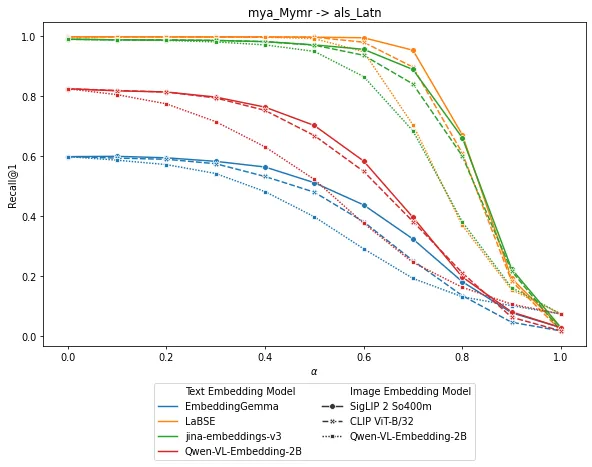 mya_Mymr -> als_Latn
Recall@1
1.0
0.8
0.6
0.4
0.2
0.0
0.0 0.2 0.4 0.6 0.8 1.0
α
Text Embedding Model
EmbeddingGemma
LaBSE
jina-embeddings-v3
Qwen-VL-Embedding-2B
Image Embedding Model
SigLIP 2 So400m
CLIP ViT-B/32
Qwen-VL-Embedding-2B